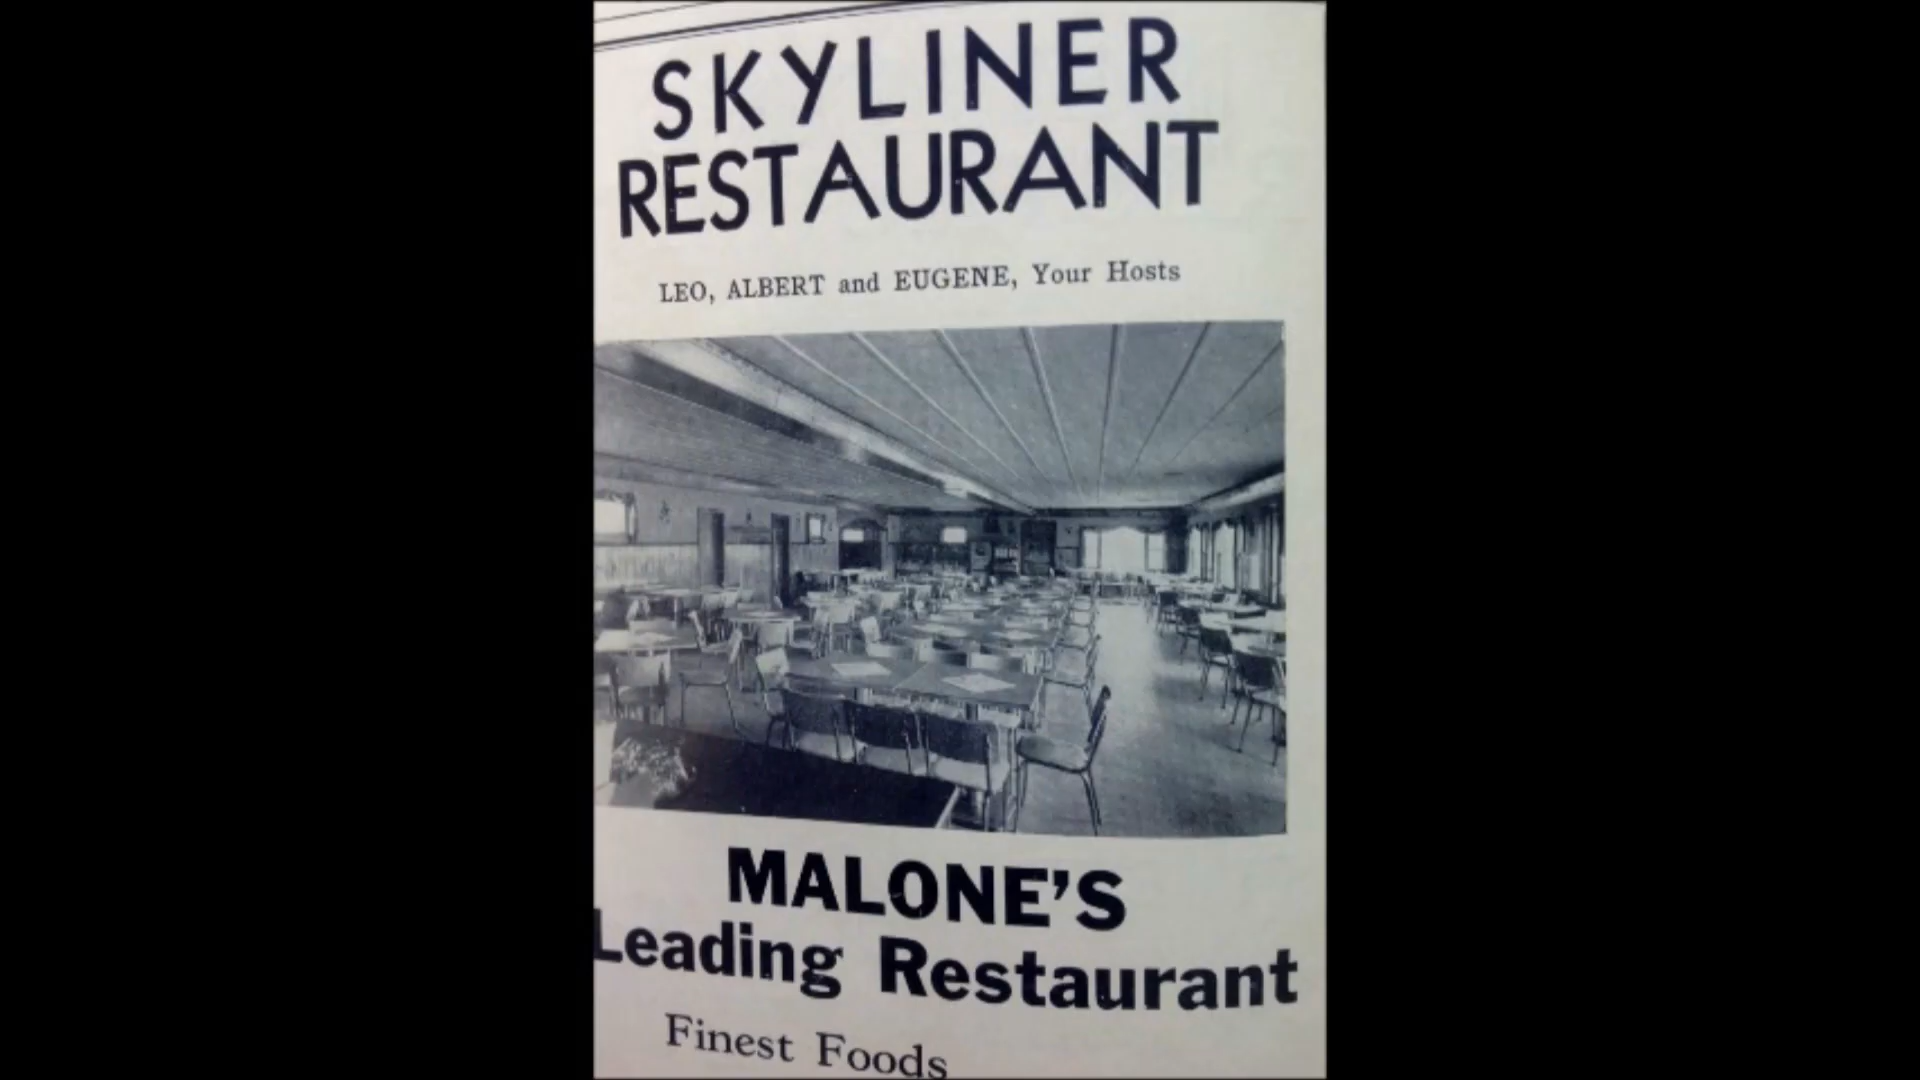 SKYLINER
RESTAURANT
LEO, ALBERT and EUGENE, Your Hosts
MALONE'S
Leading Restaurant
Finest Foods